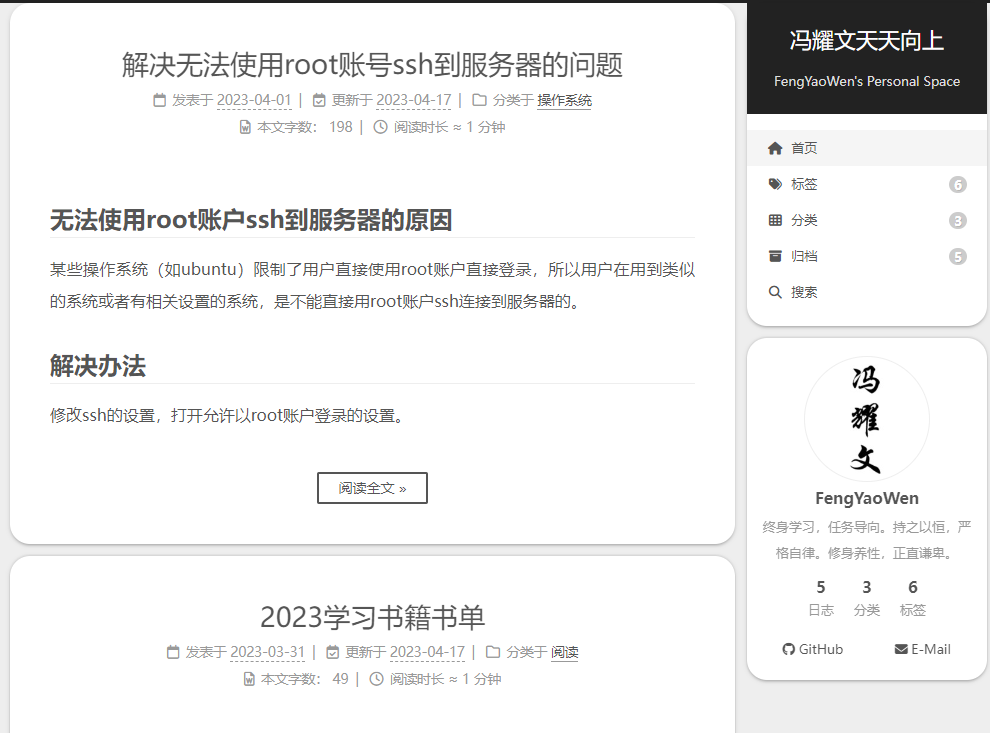 解决无法使用root账号ssh到服务器的问题
发表于 2023-04-01 | 更新于 2023-04-17 | 分类于 操作系统
本文字数： 198 | 阅读时长 ≈ 1 分钟
无法使用root账户ssh到服务器的原因
某些操作系统（如ubuntu）限制了用户直接使用root账户直接登录，所以用户在用到类似
的系统或者有相关设置的系统，是不能直接用root账户ssh连接到服务器的。
解决办法
修改ssh的设置，打开允许以root账户登录的设置。
阅读全文 »
2023学习书籍书单
发表于 2023-03-31 | 更新于 2023-04-17 | 分类于 阅读
本文字数： 49 | 阅读时长 ≈ 1 分钟
冯耀文天天向上
FengYaoWen's Personal Space
首页
标签 6
分类 3
归档 5
搜索
冯
耀
文
FengYaoWen
终身学习，任务导向。持之以恒，严
格自律。修身养性，正直谦卑。
5 3 6
日志 分类 标签
GitHub E-Mail